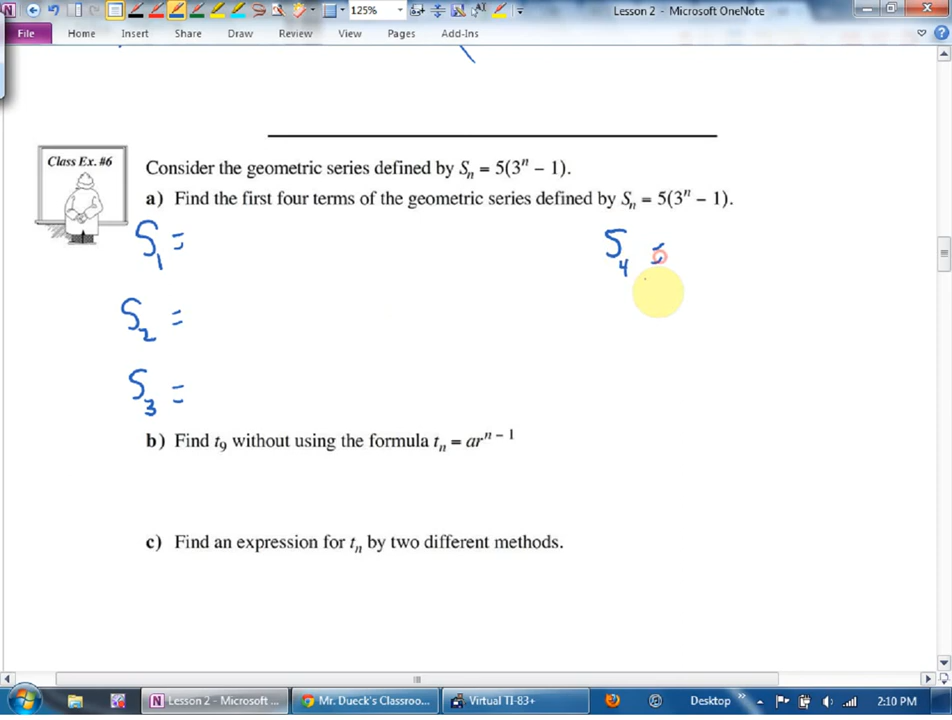 125%
Lesson 2 - Microsoft OneNote
File Home Insert Share Draw Review View Pages Add-Ins
Class Ex. #6
Consider the geometric series defined by Sₙ = 5(3ⁿ − 1).
a) Find the first four terms of the geometric series defined by Sₙ = 5(3ⁿ − 1).
S₁ =
S₄ =
S₂ =
S₃ =
b) Find t₉ without using the formula tₙ = arⁿ⁻¹
c) Find an expression for tₙ by two different methods.
Lesson 2 - Microsoft ... Mr. Dueck's Classroo... Virtual TI-83+ Desktop 2:10 PM